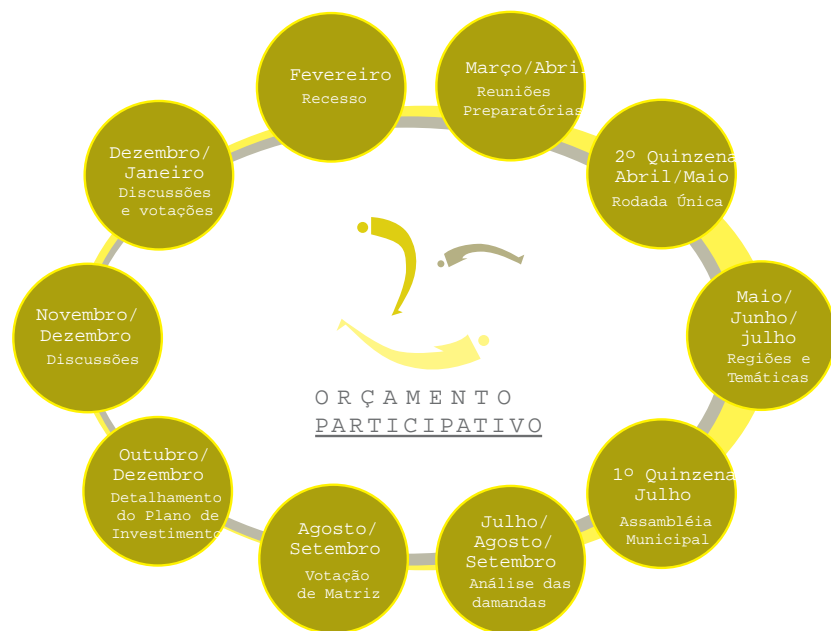 Fevereiro
Recesso
Março/Abril
Reuniões
Preparatórias
2º Quinzena
Abril/Maio
Rodada Única
Maio/
Junho/
julho
Regiões e
Temáticas
1º Quinzena
Julho
Assambléia
Municipal
Julho/
Agosto/
Setembro
Análise das
damandas
Agosto/
Setembro
Votação
de Matriz
Outubro/
Dezembro
Detalhamento
do Plano de
Investimento
Novembro/
Dezembro
Discussões
Dezembro/
Janeiro
Discussões
e votações
ORÇAMENTO
PARTICIPATIVO